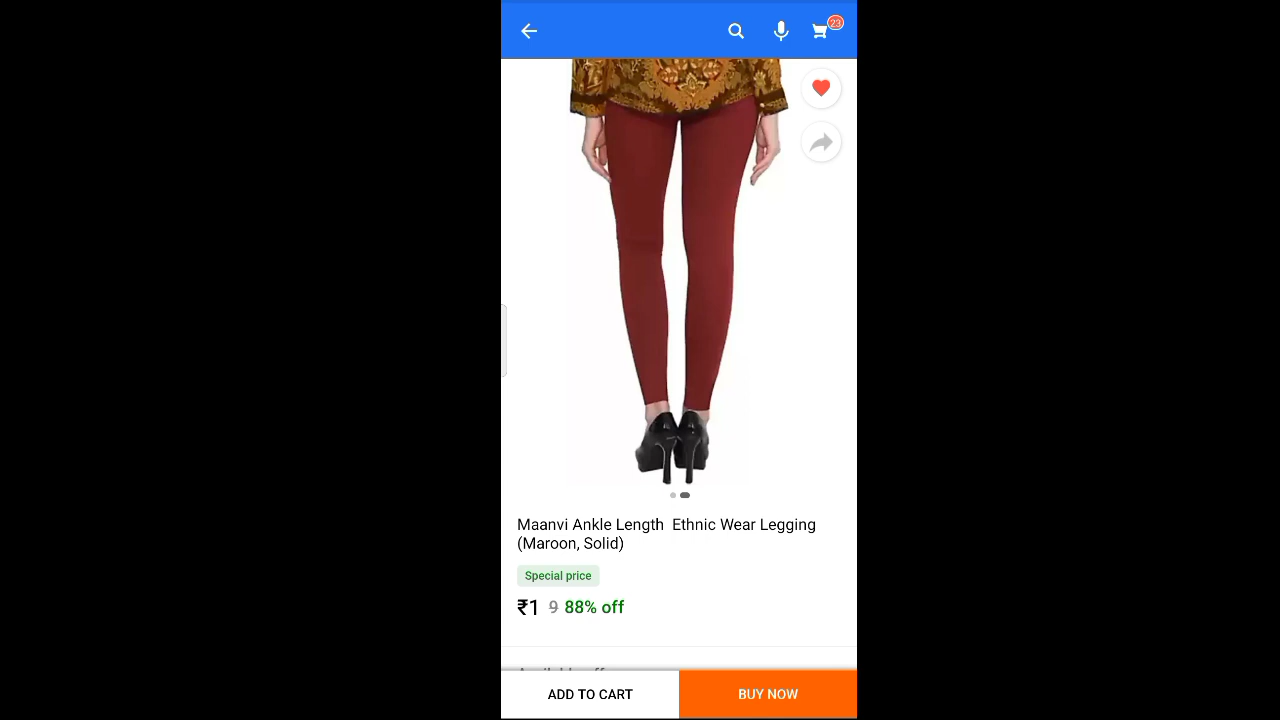 23
Maanvi Ankle Length Ethnic Wear Legging
(Maroon, Solid)
Special price
₹1 9 88% off
ADD TO CART BUY NOW